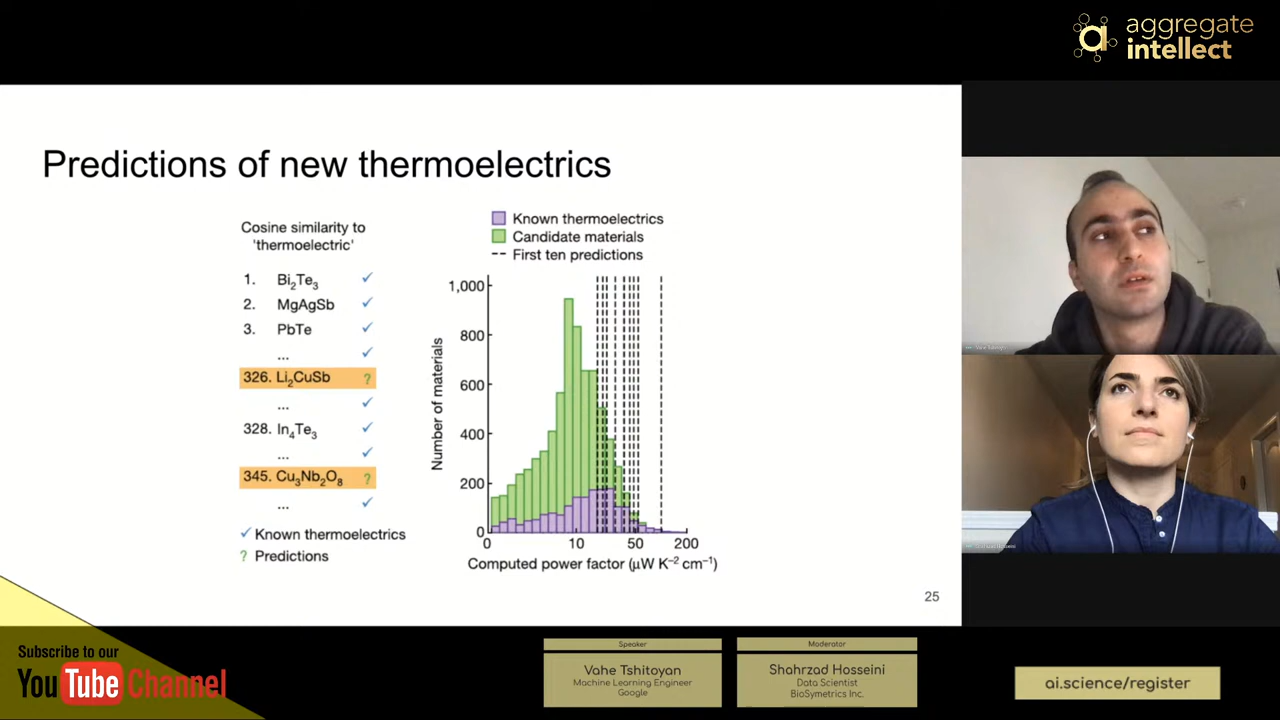 aggregate
intellect
Predictions of new thermoelectrics
Cosine similarity to
'thermoelectric'
1. Bi₂Te₃ ✓
2. MgAgSb ✓
3. PbTe ✓
... ✓
326. Li₂CuSb ?
... ✓
328. In₄Te₃ ✓
... ✓
345. Cu₃Nb₂O₈ ?
... ✓
✓ Known thermoelectrics
? Predictions
Known thermoelectrics
Candidate materials
First ten predictions
Number of materials
1,000
800
600
400
200
0
0 10 50 200
Computed power factor (μW K⁻² cm⁻¹)
25
Subscribe to our
YouTube Channel
Speaker
Vahe Tshitoyan
Machine Learning Engineer
Google
Moderator
Shahrzad Hosseini
Data Scientist
BioSymetrics Inc.
ai.science/register